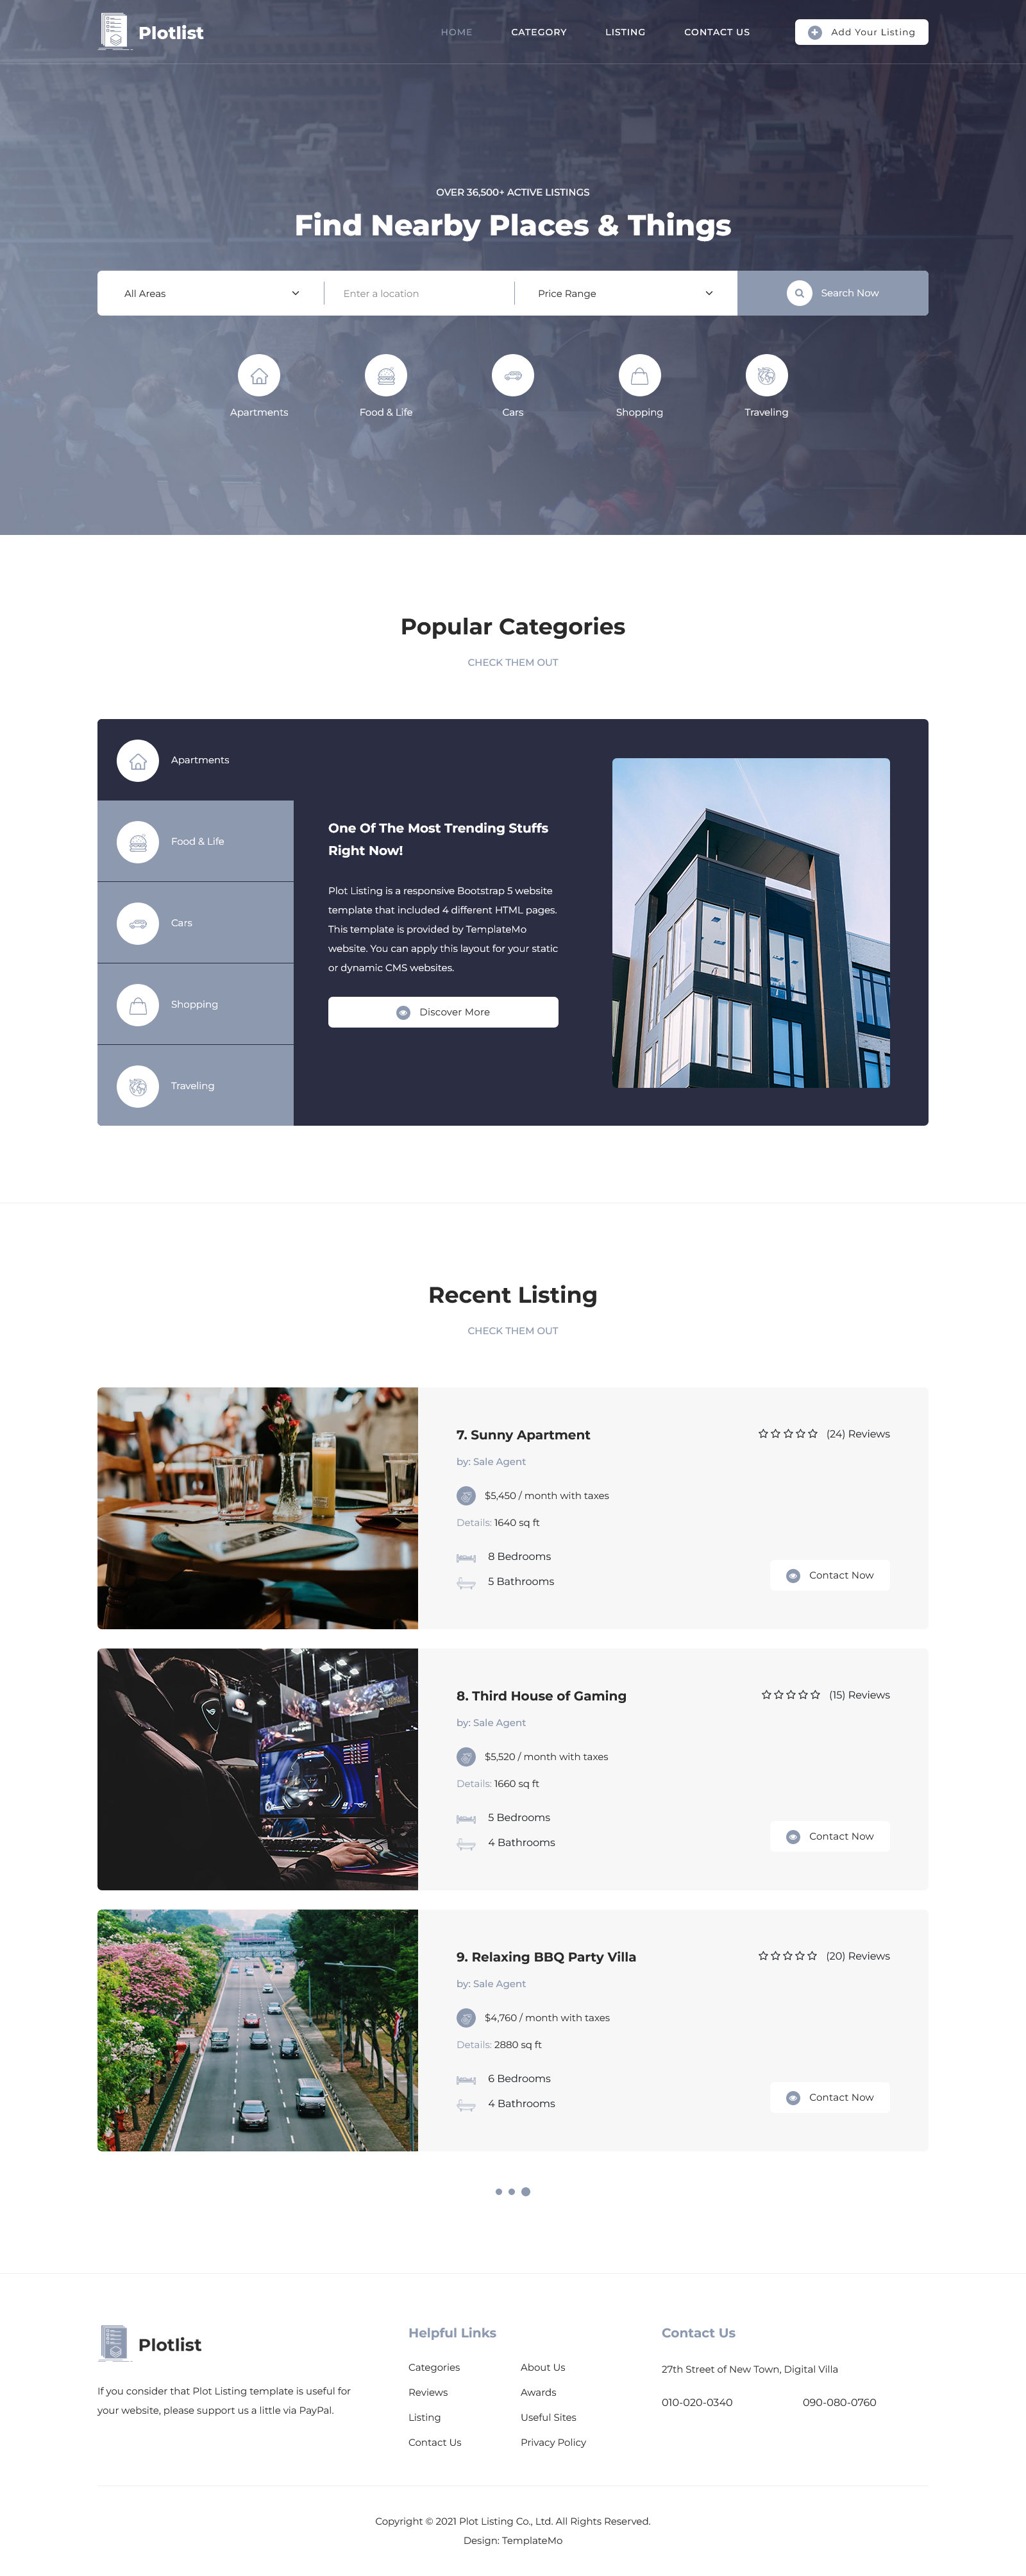 Plotlist
HOME
CATEGORY
LISTING
CONTACT US
Add Your Listing
OVER 36,500+ ACTIVE LISTINGS
Find Nearby Places & Things
All Areas
Enter a location
Price Range
Search Now
Apartments
Food & Life
Cars
Shopping
Traveling
Popular Categories
CHECK THEM OUT
Apartments
Food & Life
Cars
Shopping
Traveling
One Of The Most Trending Stuffs
Right Now!
Plot Listing is a responsive Bootstrap 5 website
template that included 4 different HTML pages.
This template is provided by TemplateMo
website. You can apply this layout for your static
or dynamic CMS websites.
Discover More
Recent Listing
CHECK THEM OUT
7. Sunny Apartment
(24) Reviews
by: Sale Agent
$5,450 / month with taxes
Details: 1640 sq ft
8 Bedrooms
5 Bathrooms
Contact Now
8. Third House of Gaming
(15) Reviews
by: Sale Agent
$5,520 / month with taxes
Details: 1660 sq ft
5 Bedrooms
4 Bathrooms
Contact Now
9. Relaxing BBQ Party Villa
(20) Reviews
by: Sale Agent
$4,760 / month with taxes
Details: 2880 sq ft
6 Bedrooms
4 Bathrooms
Contact Now
Plotlist
If you consider that Plot Listing template is useful for
your website, please support us a little via PayPal.
Helpful Links
Categories
Reviews
Listing
Contact Us
About Us
Awards
Useful Sites
Privacy Policy
Contact Us
27th Street of New Town, Digital Villa
010-020-0340
090-080-0760
Copyright © 2021 Plot Listing Co., Ltd. All Rights Reserved.
Design: TemplateMo